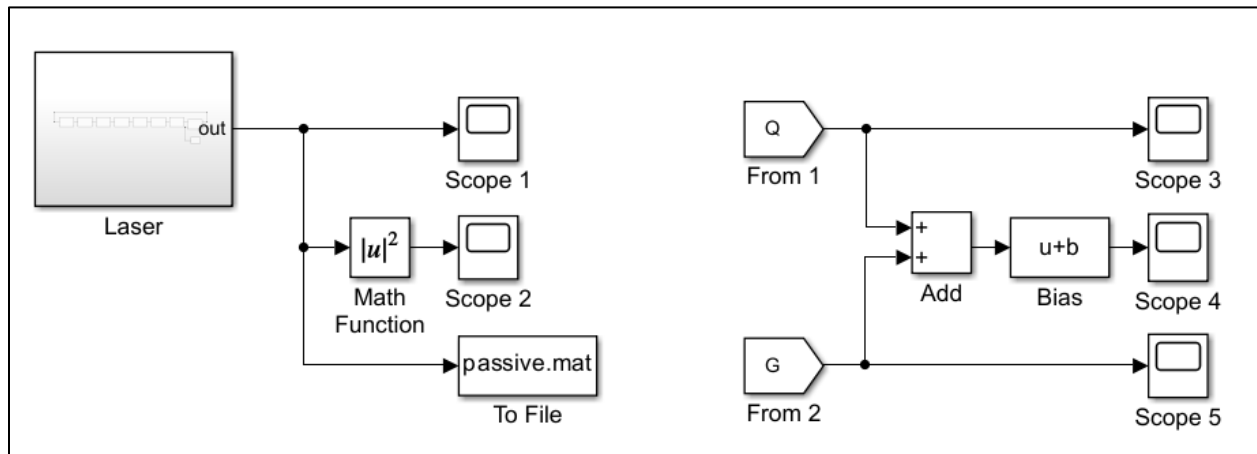 out
Laser
Scope 1
|u|²
Math
Function
Scope 2
passive.mat
To File
Q
From 1
Scope 3
+
+
Add
u+b
Bias
Scope 4
G
From 2
Scope 5